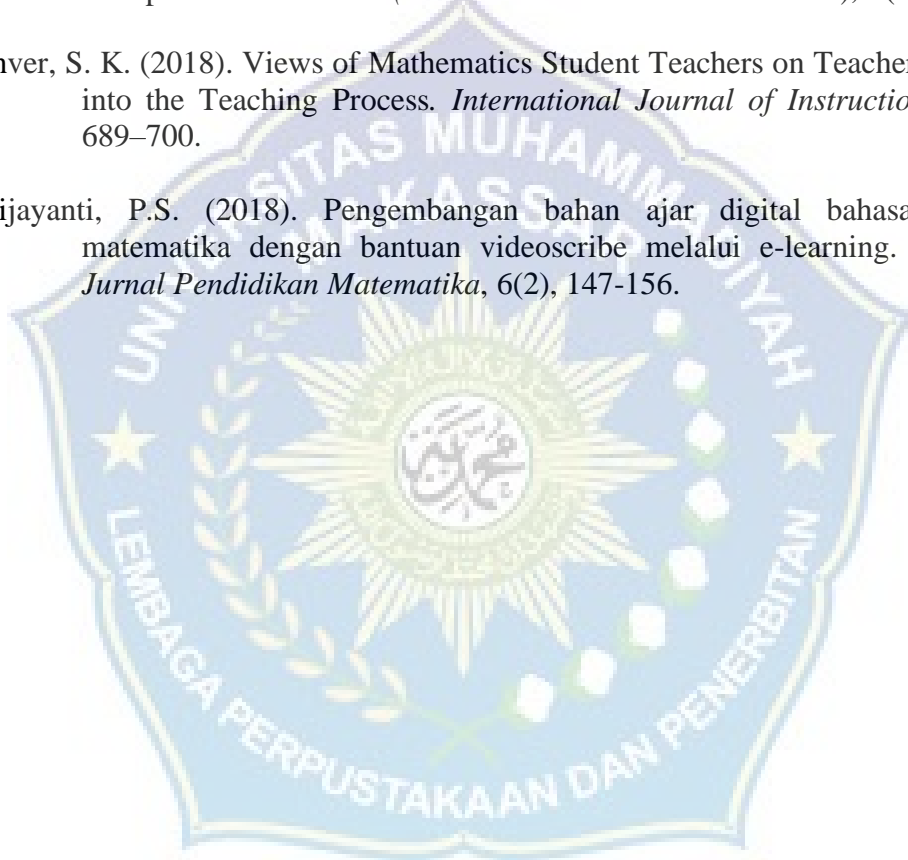 nver, S. K. (2018). Views of Mathematics Student Teachers on Teacher
into the Teaching Process. International Journal of Instructio
689–700.
ijayanti, P.S. (2018). Pengembangan bahan ajar digital bahasa
matematika dengan bantuan videoscribe melalui e-learning.
Jurnal Pendidikan Matematika, 6(2), 147-156.
UNIVERSITAS MUHAMMADIYAH
MAKASSAR
LEMBAGA PERPUSTAKAAN DAN PENERBITAN